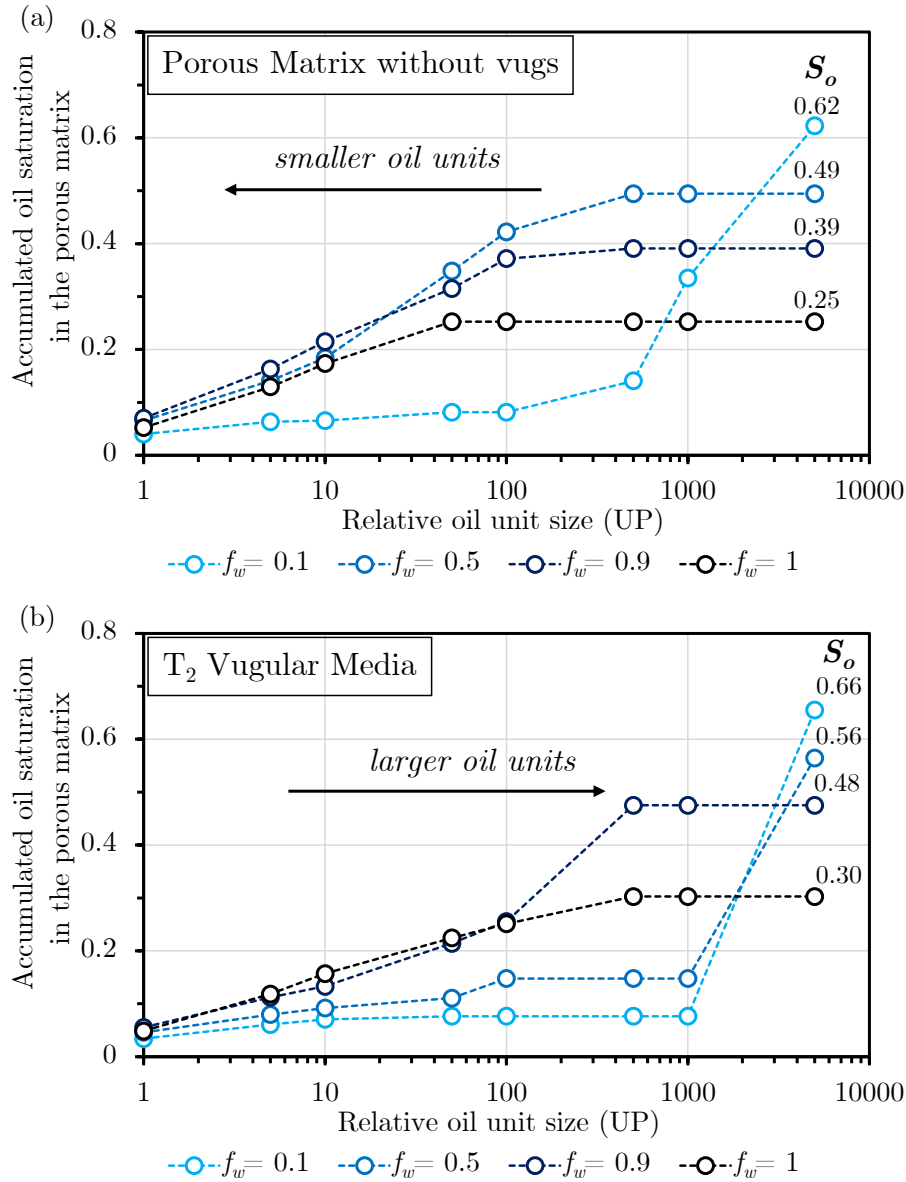 (a)
0.8
Porous Matrix without vugs
S_o
0.62
0.6
smaller oil units
0.49
0.4
0.39
0.25
0.2
0
1 10 100 1000 10000
Accumulated oil saturation
in the porous matrix
Relative oil unit size (UP)
f_w= 0.1 f_w= 0.5 f_w= 0.9 f_w= 1
(b)
0.8
T₂ Vugular Media
S_o
0.66
0.6
0.56
larger oil units
0.48
0.4
0.30
0.2
0
1 10 100 1000 10000
Accumulated oil saturation
in the porous matrix
Relative oil unit size (UP)
f_w= 0.1 f_w= 0.5 f_w= 0.9 f_w= 1